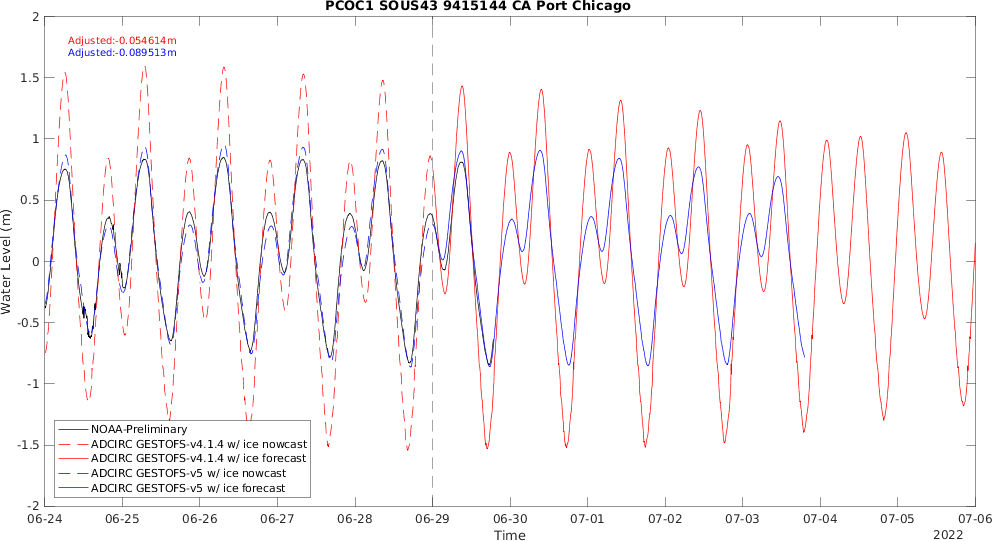 PCOC1 SOUS43 9415144 CA Port Chicago
Adjusted:-0.054614m
Adjusted:-0.089513m
Water Level (m)
2
1.5
1
0.5
0
-0.5
-1
-1.5
-2
NOAA-Preliminary
ADCIRC GESTOFS-v4.1.4 w/ ice nowcast
ADCIRC GESTOFS-v4.1.4 w/ ice forecast
ADCIRC GESTOFS-v5 w/ ice nowcast
ADCIRC GESTOFS-v5 w/ ice forecast
06-24 06-25 06-26 06-27 06-28 06-29 06-30 07-01 07-02 07-03 07-04 07-05 07-06
Time
2022